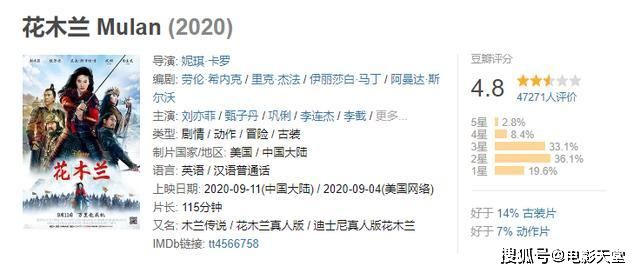 花木兰 Mulan (2020)
导演: 妮琪·卡罗
编剧: 劳伦·希内克 / 里克·杰法 / 伊丽莎白·马丁 / 阿曼达·斯
尔沃
主演: 刘亦菲 / 甄子丹 / 巩俐 / 李连杰 / 李截 / 更多...
类型: 剧情 / 动作 / 冒险 / 古装
制片国家/地区: 美国 / 中国大陆
语言: 英语 / 汉语普通话
上映日期: 2020-09-11(中国大陆) / 2020-09-04(美国网络)
片长: 115分钟
又名: 木兰传说 / 花木兰真人版 / 迪士尼真人版花木兰
IMDb链接: tt4566758
花木兰
9月11日
豆瓣评分
4.8
47271人评价
5星 2.8%
4星 8.4%
3星 33.1%
2星 36.1%
1星 19.6%
好于 14% 古装片
好于 7% 动作片
搜狐号@电影天堂